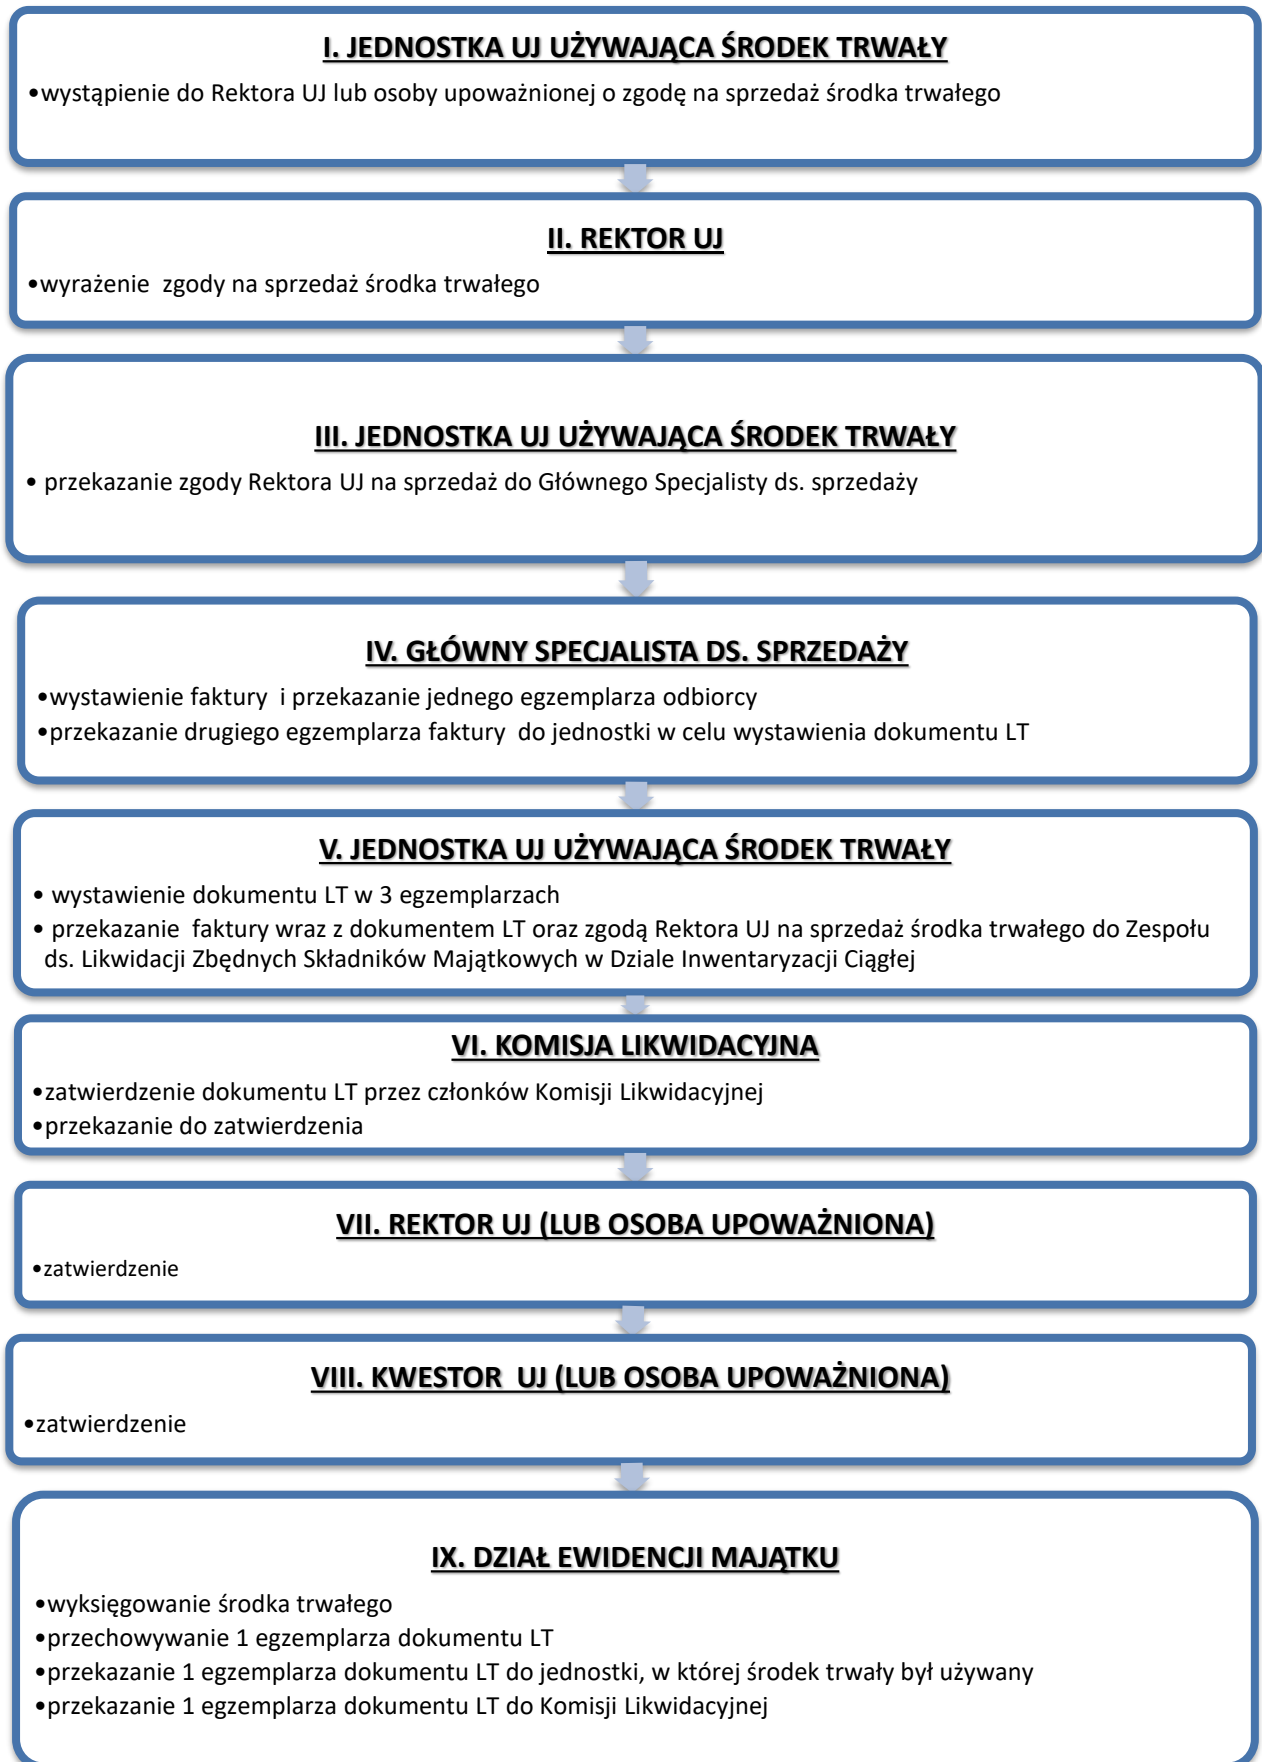 I. JEDNOSTKA UJ UŻYWAJĄCA ŚRODEK TRWAŁY
•wystąpienie do Rektora UJ lub osoby upoważnionej o zgodę na sprzedaż środka trwałego
II. REKTOR UJ
•wyrażenie zgody na sprzedaż środka trwałego
III. JEDNOSTKA UJ UŻYWAJĄCA ŚRODEK TRWAŁY
• przekazanie zgody Rektora UJ na sprzedaż do Głównego Specjalisty ds. sprzedaży
IV. GŁÓWNY SPECJALISTA DS. SPRZEDAŻY
•wystawienie faktury i przekazanie jednego egzemplarza odbiorcy
•przekazanie drugiego egzemplarza faktury do jednostki w celu wystawienia dokumentu LT
V. JEDNOSTKA UJ UŻYWAJĄCA ŚRODEK TRWAŁY
• wystawienie dokumentu LT w 3 egzemplarzach
• przekazanie faktury wraz z dokumentem LT oraz zgodą Rektora UJ na sprzedaż środka trwałego do Zespołu
ds. Likwidacji Zbędnych Składników Majątkowych w Dziale Inwentaryzacji Ciągłej
VI. KOMISJA LIKWIDACYJNA
•zatwierdzenie dokumentu LT przez członków Komisji Likwidacyjnej
•przekazanie do zatwierdzenia
VII. REKTOR UJ (LUB OSOBA UPOWAŻNIONA)
•zatwierdzenie
VIII. KWESTOR UJ (LUB OSOBA UPOWAŻNIONA)
•zatwierdzenie
IX. DZIAŁ EWIDENCJI MAJĄTKU
•wyksięgowanie środka trwałego
•przechowywanie 1 egzemplarza dokumentu LT
•przekazanie 1 egzemplarza dokumentu LT do jednostki, w której środek trwały był używany
•przekazanie 1 egzemplarza dokumentu LT do Komisji Likwidacyjnej